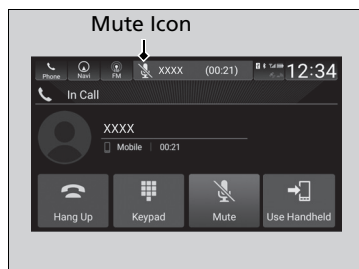 Mute Icon
Phone Navi FM XXXX (00:21) 12:34
In Call
XXXX
Mobile 00:21
Hang Up Keypad Mute Use Handheld